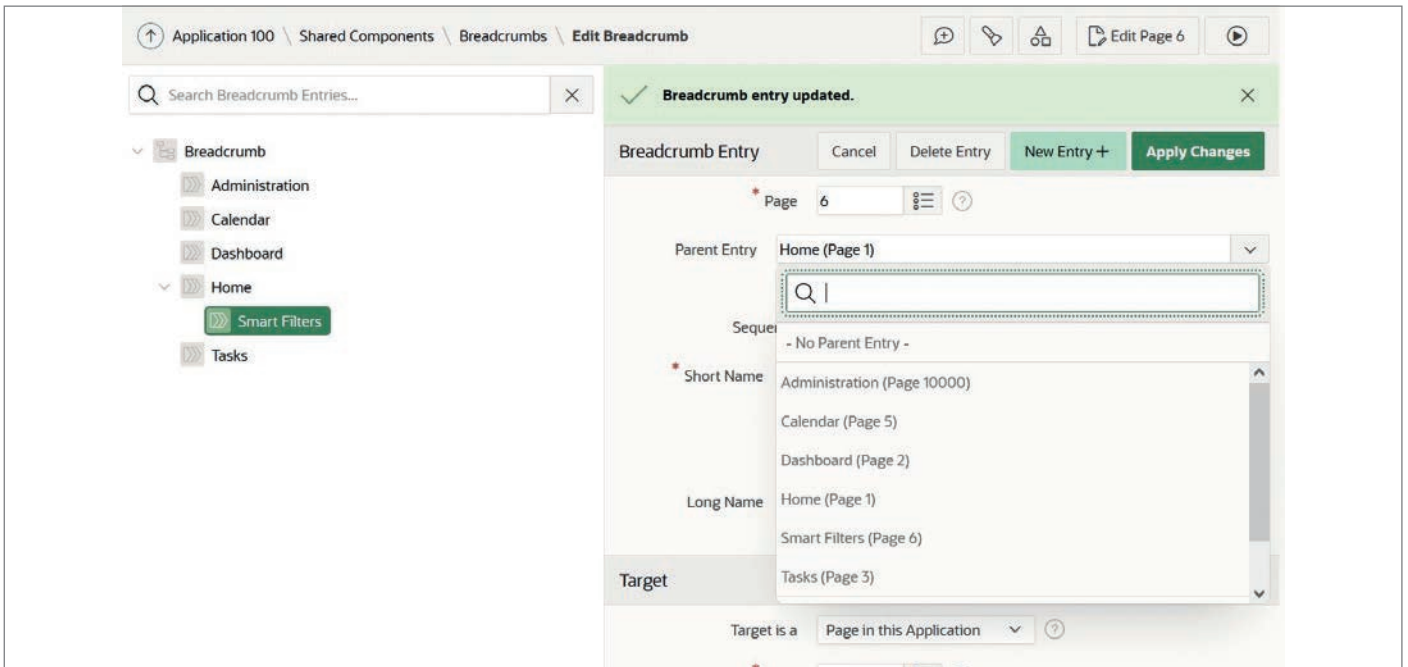 Application 100 \ Shared Components \ Breadcrumbs \ Edit Breadcrumb
Edit Page 6
Search Breadcrumb Entries...
Breadcrumb entry updated.
Breadcrumb
Administration
Calendar
Dashboard
Home
Smart Filters
Tasks
Breadcrumb Entry Cancel Delete Entry New Entry + Apply Changes
* Page 6
Parent Entry Home (Page 1)
Seque
- No Parent Entry -
* Short Name
Administration (Page 10000)
Calendar (Page 5)
Dashboard (Page 2)
Long Name
Home (Page 1)
Smart Filters (Page 6)
Tasks (Page 3)
Target
Target is a Page in this Application